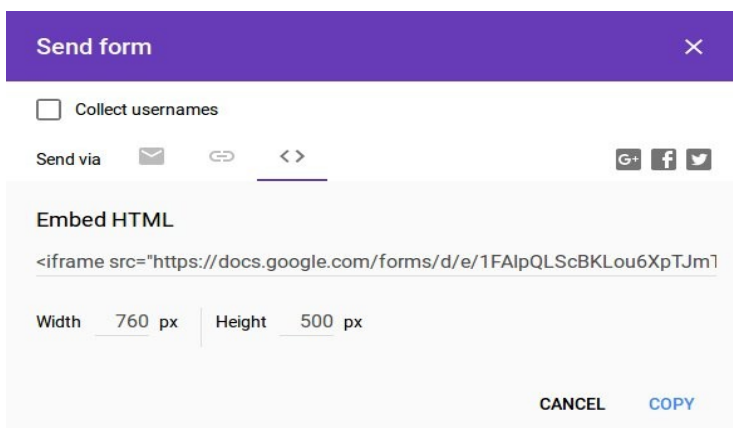 Send form
Collect usernames
Send via
G+
Embed HTML
<iframe src="https://docs.google.com/forms/d/e/1FAIpQLScBKLou6XpTJmT
Width 760 px Height 500 px
CANCEL COPY